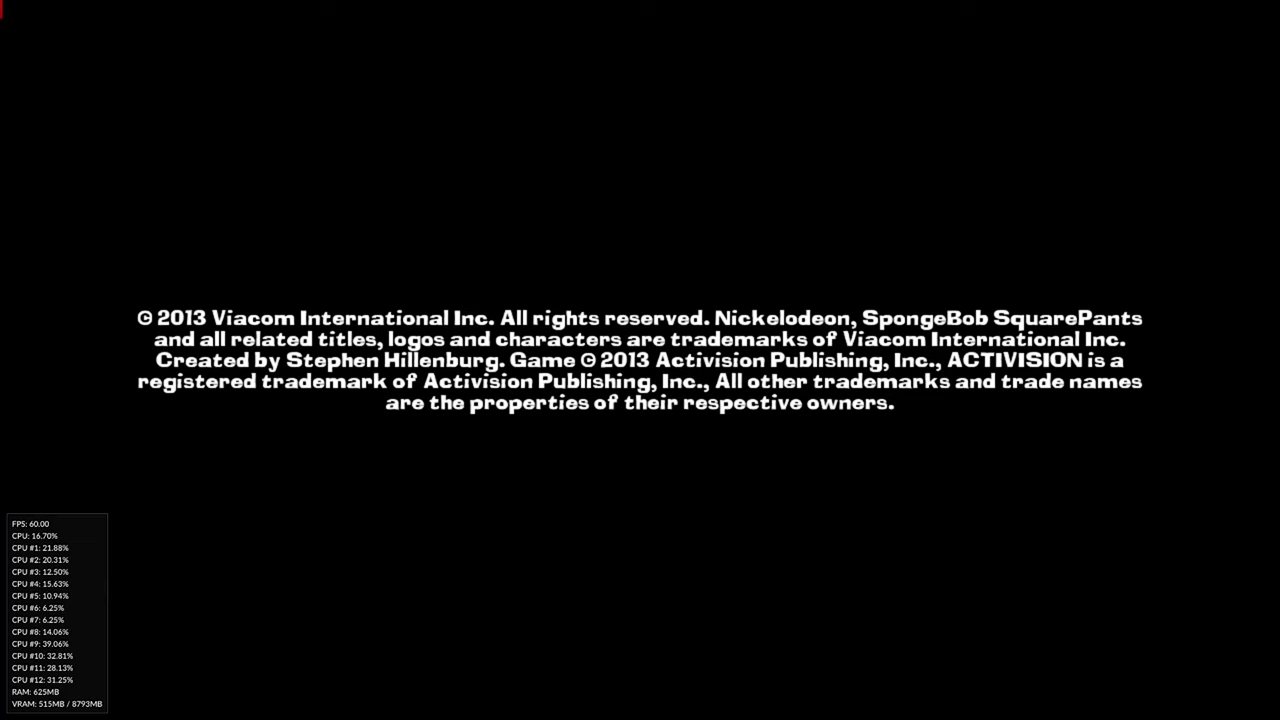 © 2013 Viacom International Inc. All rights reserved. Nickelodeon, SpongeBob SquarePants
and all related titles, logos and characters are trademarks of Viacom International Inc.
Created by Stephen Hillenburg. Game © 2013 Activision Publishing, Inc., ACTIVISION is a
registered trademark of Activision Publishing, Inc., All other trademarks and trade names
are the properties of their respective owners.
FPS: 60.00
CPU: 16.70%
CPU #1: 21.88%
CPU #2: 20.31%
CPU #3: 12.50%
CPU #4: 15.63%
CPU #5: 10.94%
CPU #6: 6.25%
CPU #7: 6.25%
CPU #8: 14.06%
CPU #9: 39.06%
CPU #10: 32.81%
CPU #11: 28.13%
CPU #12: 31.25%
RAM: 625MB
VRAM: 515MB / 8793MB